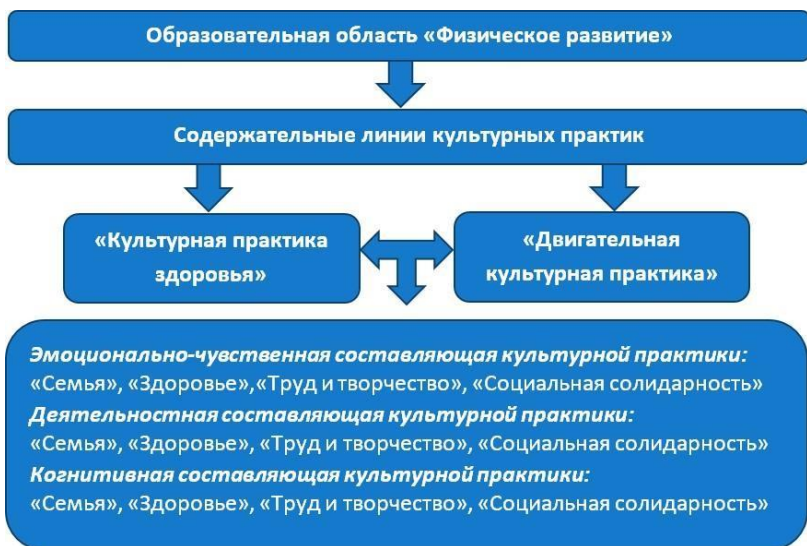 Образовательная область «Физическое развитие»
Содержательные линии культурных практик
«Культурная практика
здоровья»
«Двигательная
культурная практика»
Эмоционально-чувственная составляющая культурной практики:
«Семья», «Здоровье»,«Труд и творчество», «Социальная солидарность»
Деятельностная составляющая культурной практики:
«Семья», «Здоровье», «Труд и творчество», «Социальная солидарность»
Когнитивная составляющая культурной практики:
«Семья», «Здоровье», «Труд и творчество», «Социальная солидарность»